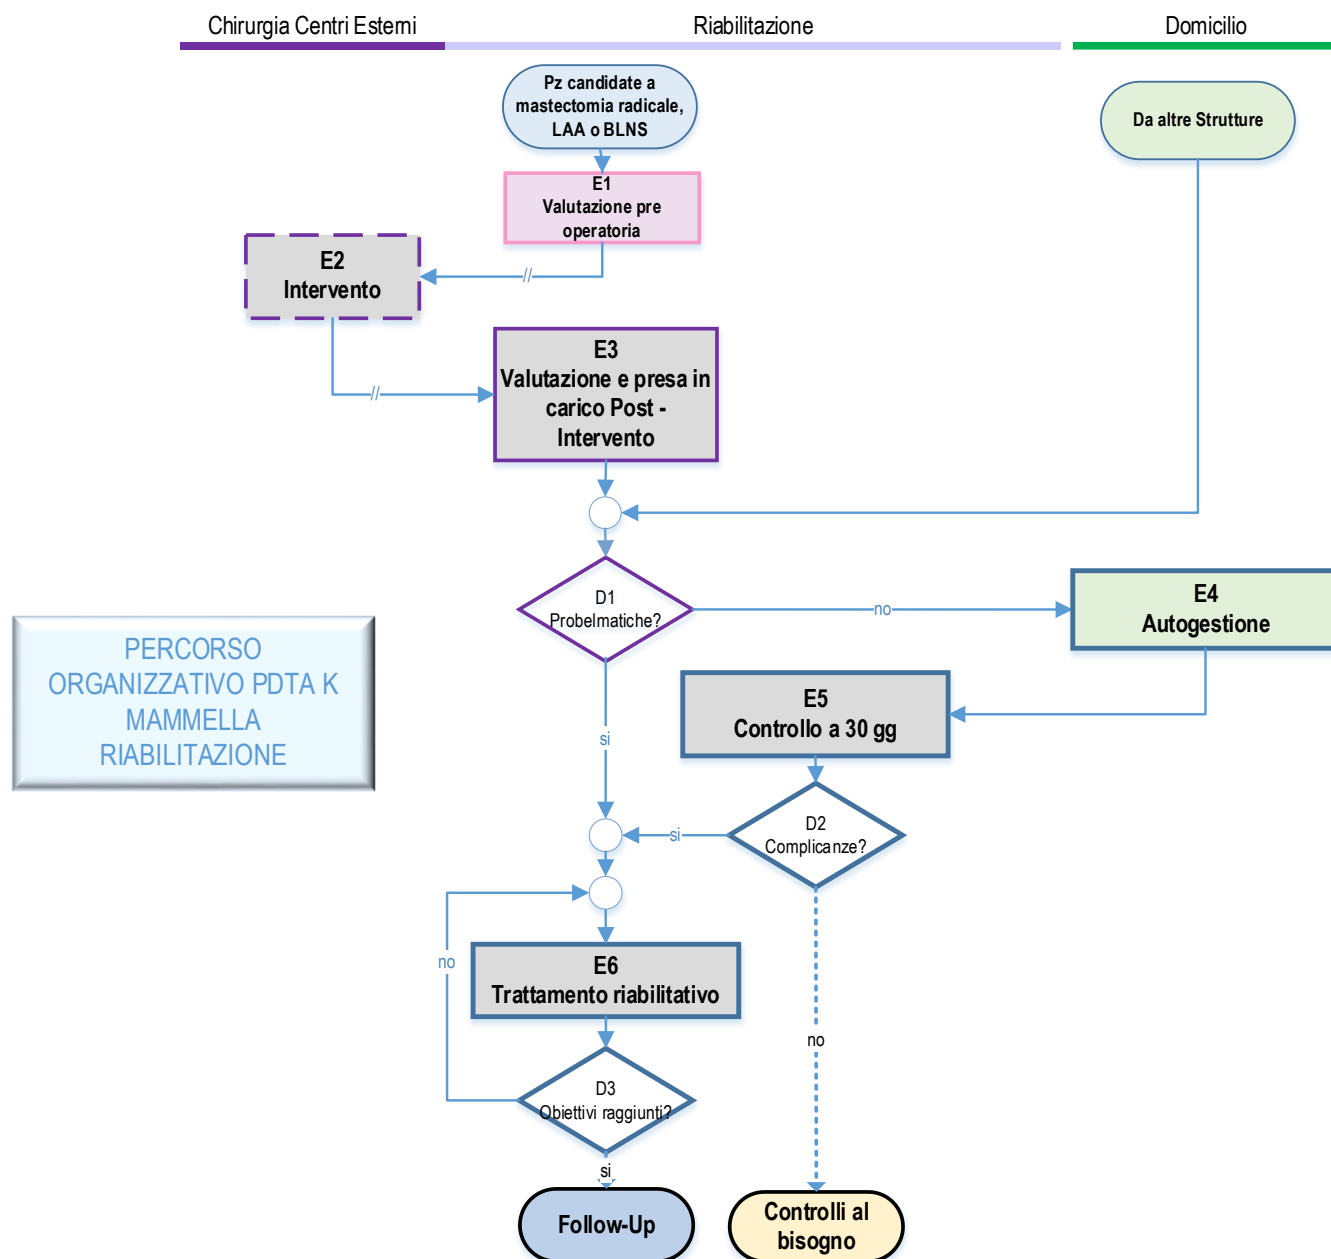 Chirurgia Centri Esterni
Riabilitazione
Domicilio
Pz candidate a
mastectomia radicale,
LAA o BLNS
Da altre Strutture
E1
Valutazione pre
operatoria
E2
Intervento
//
E3
Valutazione e presa in
carico Post -
Intervento
//
D1
Probelmatiche?
no
E4
Autogestione
PERCORSO
ORGANIZZATIVO PDTA K
MAMMELLA
RIABILITAZIONE
E5
Controllo a 30 gg
si
D2
Complicanze?
si
no
E6
Trattamento riabilitativo
no
D3
Obiettivi raggiunti?
si
Follow-Up
Controlli al
bisogno